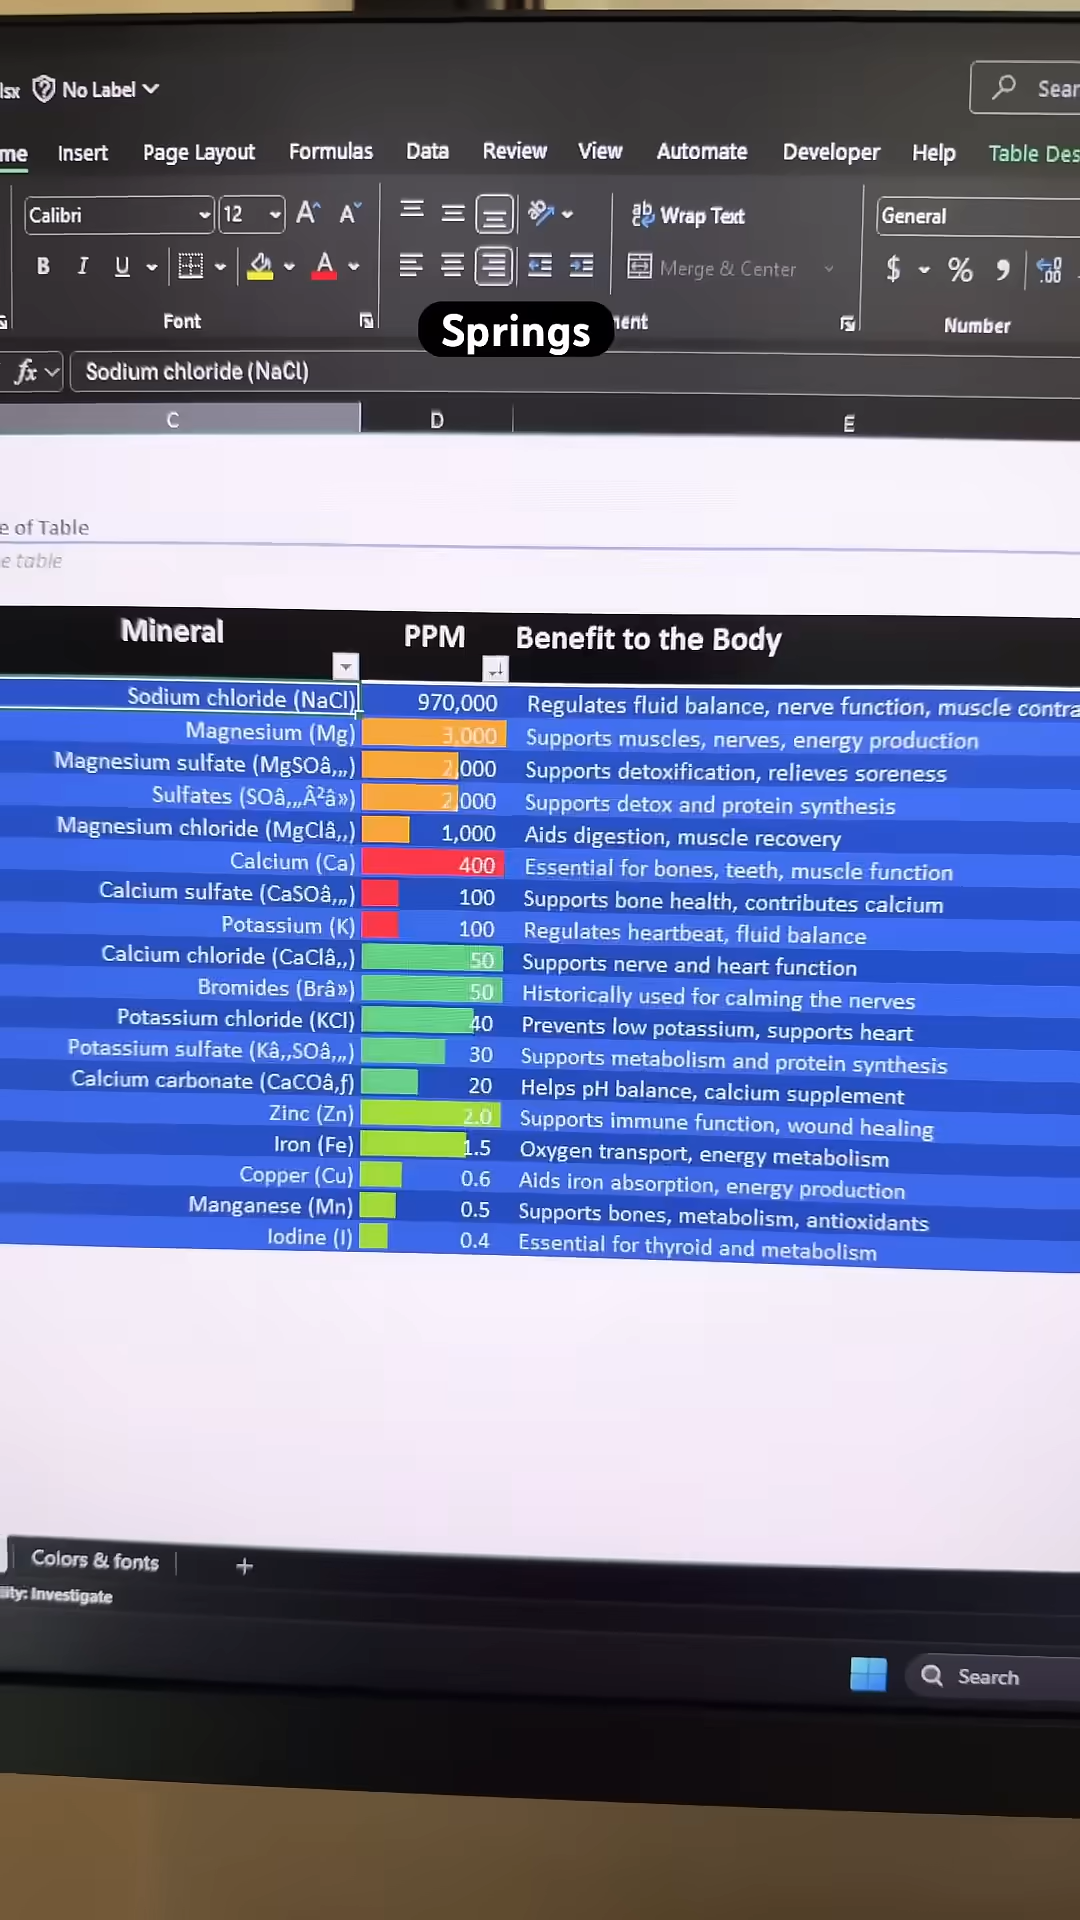 lsx No Label
Sear
me Insert Page Layout Formulas Data Review View Automate Developer Help Table Des
Calibri 12 A A ab Wrap Text General
B I U A Merge & Center $ % 9 .00
Font ment Number
Springs
fx Sodium chloride (NaCl)
C D E
e of Table
e table
Mineral PPM Benefit to the Body
Sodium chloride (NaCl) 970,000 Regulates fluid balance, nerve function, muscle contra
Magnesium (Mg) 3,000 Supports muscles, nerves, energy production
Magnesium sulfate (MgSOâ‚„) 2,000 Supports detoxification, relieves soreness
Sulfates (SOâ‚„Â²â») 2,000 Supports detox and protein synthesis
Magnesium chloride (MgClâ‚‚) 1,000 Aids digestion, muscle recovery
Calcium (Ca) 400 Essential for bones, teeth, muscle function
Calcium sulfate (CaSOâ‚„) 100 Supports bone health, contributes calcium
Potassium (K) 100 Regulates heartbeat, fluid balance
Calcium chloride (CaClâ‚‚) 50 Supports nerve and heart function
Bromides (Brâ») 50 Historically used for calming the nerves
Potassium chloride (KCl) 40 Prevents low potassium, supports heart
Potassium sulfate (Kâ‚‚SOâ‚„) 30 Supports metabolism and protein synthesis
Calcium carbonate (CaCOâ‚ƒ) 20 Helps pH balance, calcium supplement
Zinc (Zn) 2.0 Supports immune function, wound healing
Iron (Fe) 1.5 Oxygen transport, energy metabolism
Copper (Cu) 0.6 Aids iron absorption, energy production
Manganese (Mn) 0.5 Supports bones, metabolism, antioxidants
Iodine (I) 0.4 Essential for thyroid and metabolism
Colors & fonts +
ility: Investigate
Search